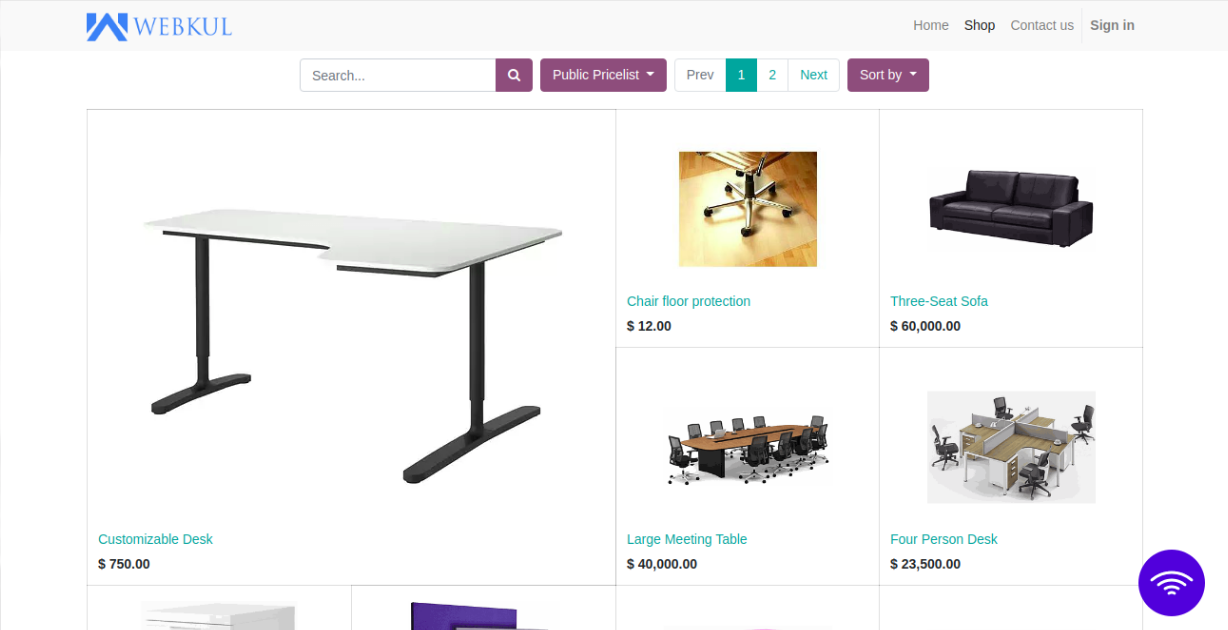 WEBKUL
Home Shop Contact us Sign in
Search... Public Pricelist Prev 1 2 Next Sort by
Chair floor protection
$ 12.00
Three-Seat Sofa
$ 60,000.00
Customizable Desk
$ 750.00
Large Meeting Table
$ 40,000.00
Four Person Desk
$ 23,500.00